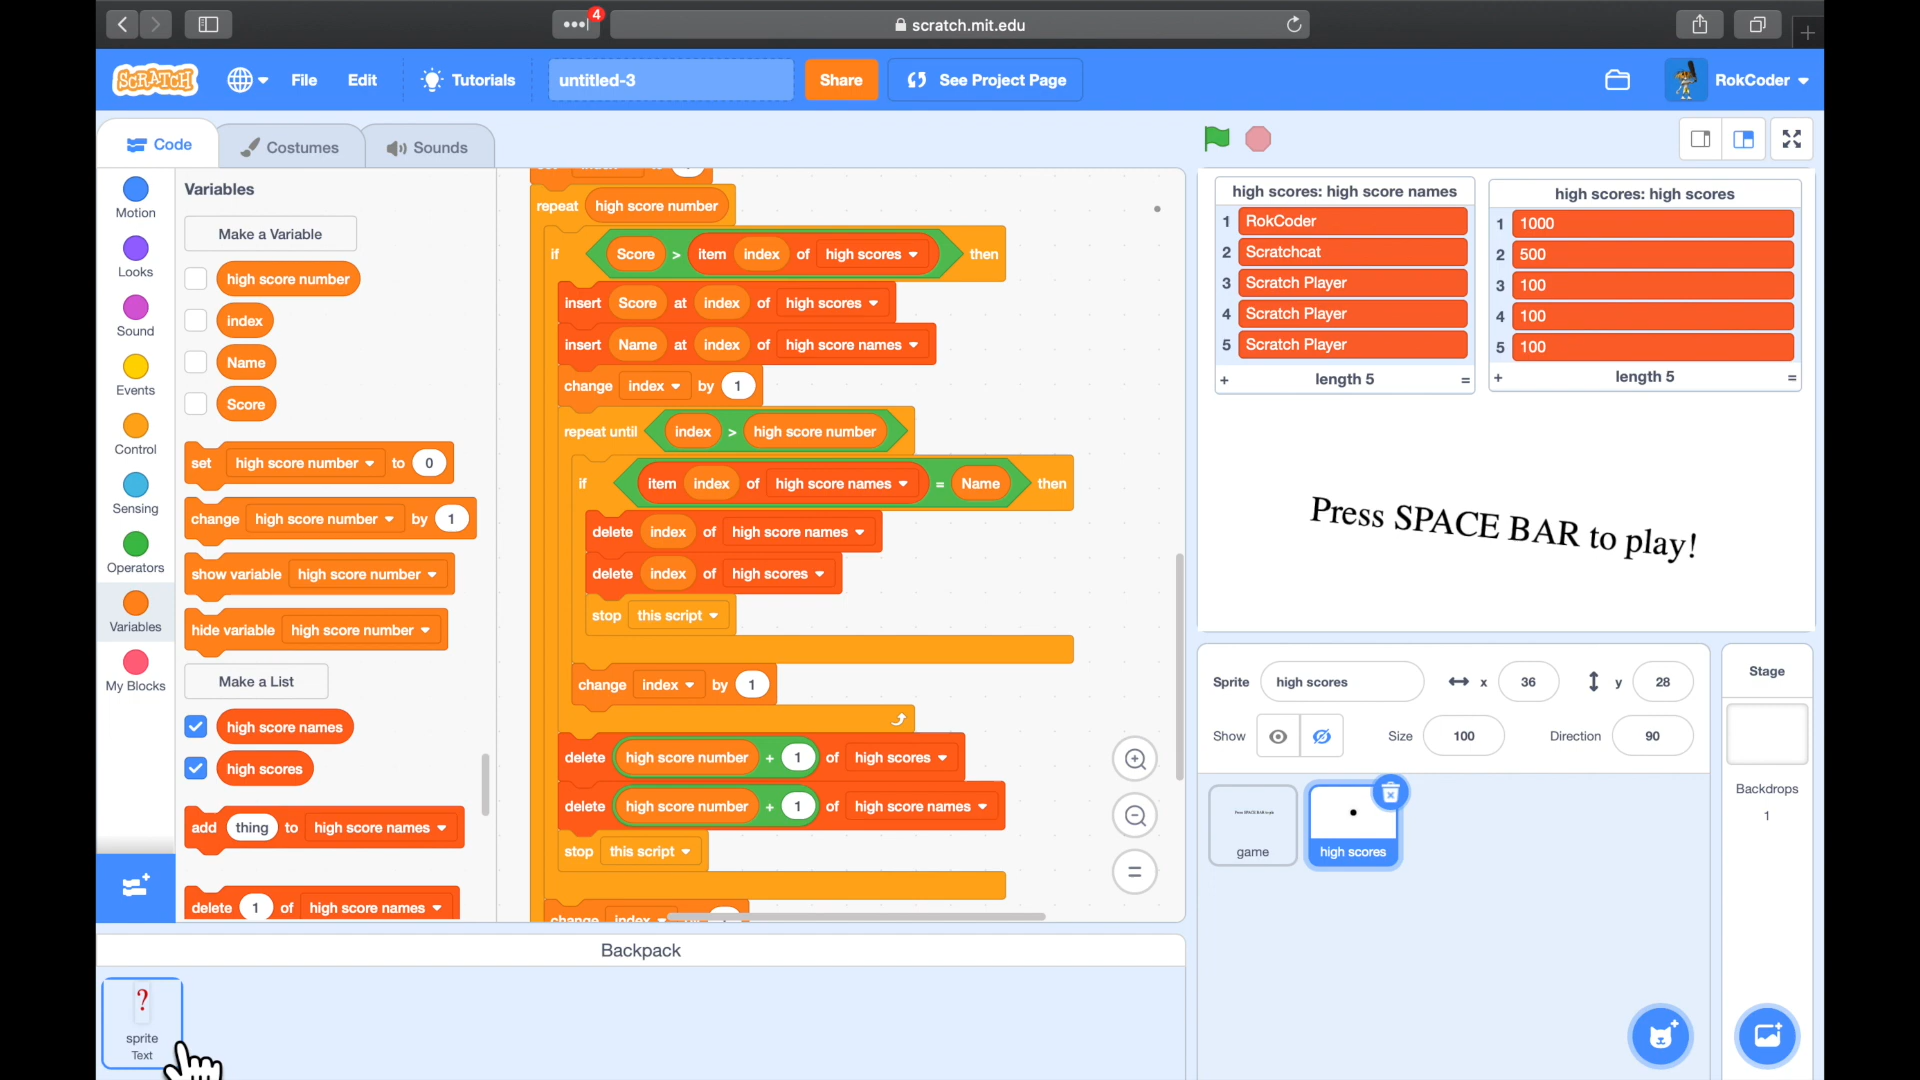 4
scratch.mit.edu
SCRATCH
File
Edit
Tutorials
untitled-3
Share
See Project Page
RokCoder
Code
Costumes
Sounds
Motion
Looks
Sound
Events
Control
Sensing
Operators
Variables
My Blocks
Variables
Make a Variable
high score number
index
Name
Score
set high score number to 0
change high score number by 1
show variable high score number
hide variable high score number
Make a List
high score names
high scores
add thing to high score names
delete 1 of high score names
repeat high score number
if Score > item index of high scores then
insert Score at index of high scores
insert Name at index of high score names
change index by 1
repeat until index > high score number
if item index of high score names = Name then
delete index of high score names
delete index of high scores
stop this script
change index by 1
delete high score number + 1 of high scores
delete high score number + 1 of high score names
stop this script
change index
high scores: high score names
1 RokCoder
2 Scratchcat
3 Scratch Player
4 Scratch Player
5 Scratch Player
+ length 5 =
high scores: high scores
1 1000
2 500
3 100
4 100
5 100
+ length 5 =
Press SPACE BAR to play!
Sprite high scores x 36 y 28
Show Size 100 Direction 90
game
high scores
Stage
Backdrops
1
Backpack
?
sprite
Text